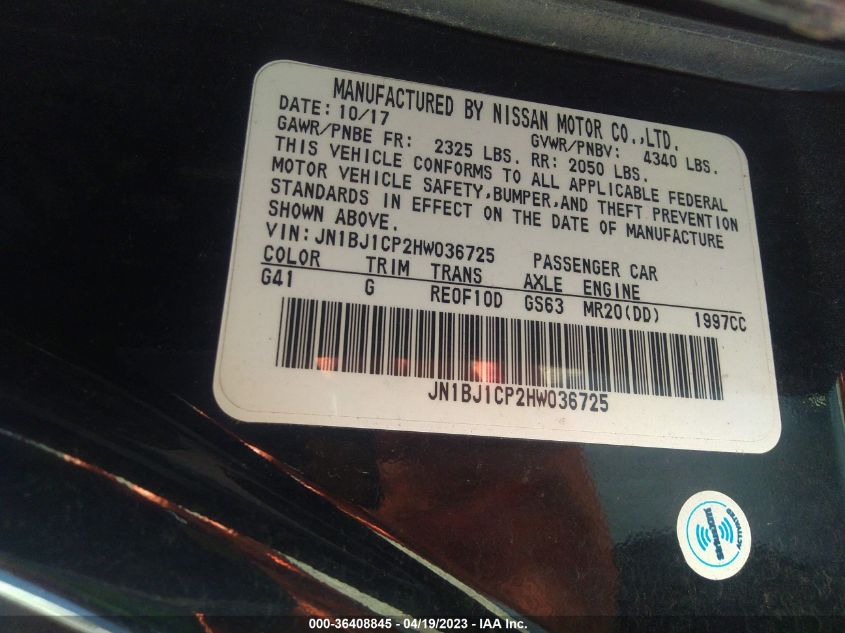 MANUFACTURED BY NISSAN MOTOR CO.,LTD.
DATE: 10/17 GVWR/PNBV: 4340 LBS.
GAWR/PNBE FR: 2325 LBS. RR: 2050 LBS.
THIS VEHICLE CONFORMS TO ALL APPLICABLE FEDERAL
MOTOR VEHICLE SAFETY,BUMPER,AND THEFT PREVENTION
STANDARDS IN EFFECT ON THE DATE OF MANUFACTURE
SHOWN ABOVE.
VIN:JN1BJ1CP2HW036725 PASSENGER CAR
COLOR TRIM TRANS AXLE ENGINE
G41 G RE0F10D GS63 MR20(DD) 1997CC
JN1BJ1CP2HW036725
000-36408845 - 04/19/2023 - IAA Inc.